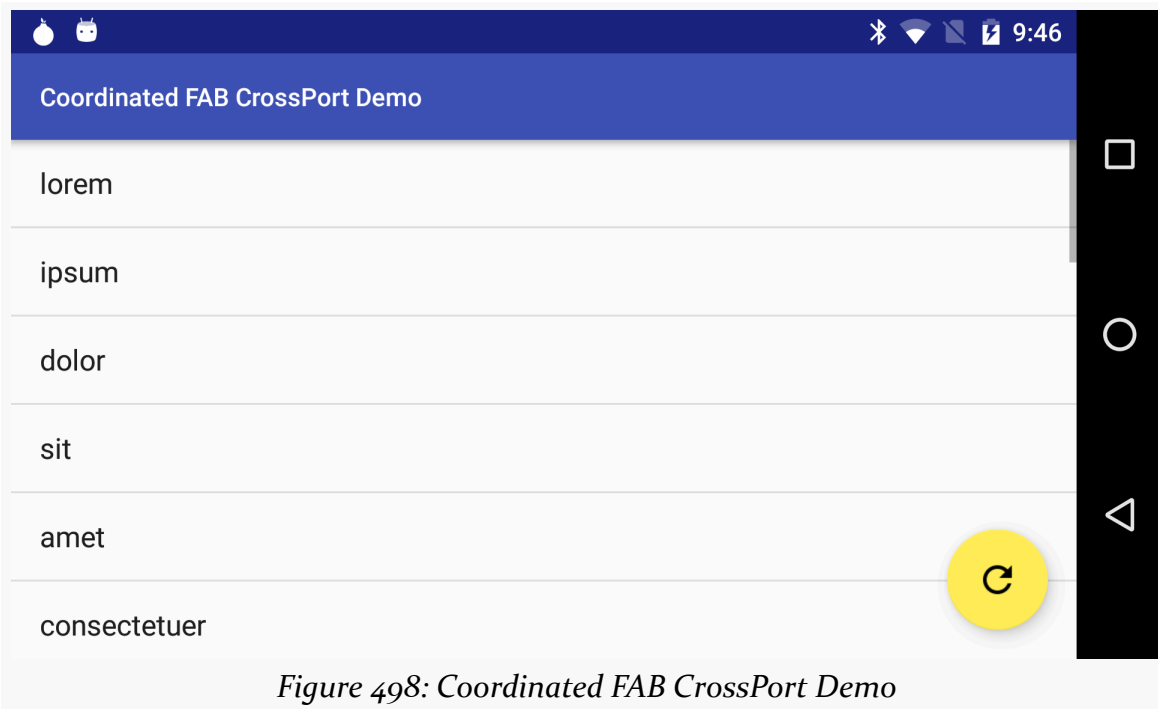 9:46
Coordinated FAB CrossPort Demo
lorem
ipsum
dolor
sit
amet
consectetuer
Figure 498: Coordinated FAB CrossPort Demo